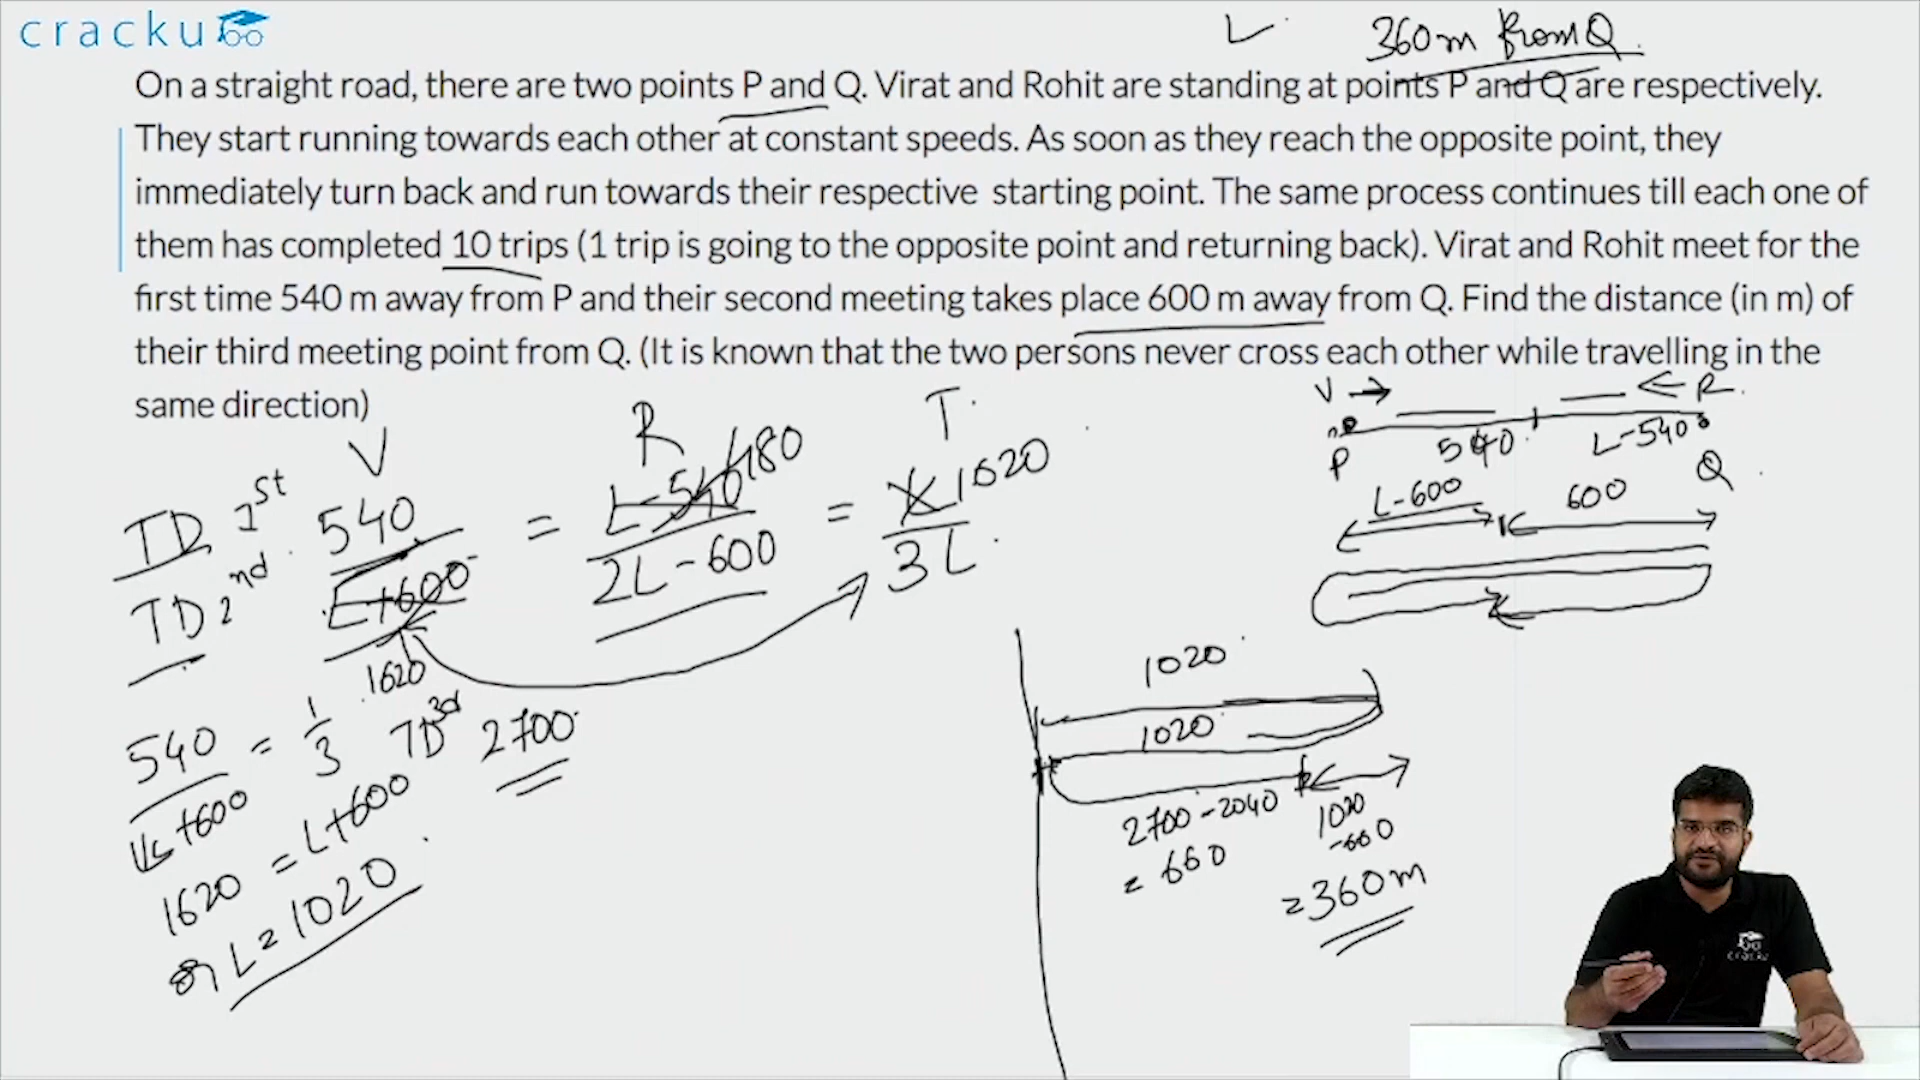 cracku
L
360m from Q
On a straight road, there are two points P and Q. Virat and Rohit are standing at points P and Q are respectively.
They start running towards each other at constant speeds. As soon as they reach the opposite point, they
immediately turn back and run towards their respective starting point. The same process continues till each one of
them has completed 10 trips (1 trip is going to the opposite point and returning back). Virat and Rohit meet for the
first time 540 m away from P and their second meeting takes place 600 m away from Q. Find the distance (in m) of
their third meeting point from Q. (It is known that the two persons never cross each other while travelling in the
same direction)
V R T
V → ← R
P 540 L-540 Q
L-600 600
TD 1st 540 = L-540 480 = L 1020
TD 2nd L+600 2L-600 3L
1620
540 = 1 TD 3rd 2700
L+600 3
1620 = L+600
or L = 1020
1020
1020
2700-2040
= 660
1020
-660
=360m
cracku